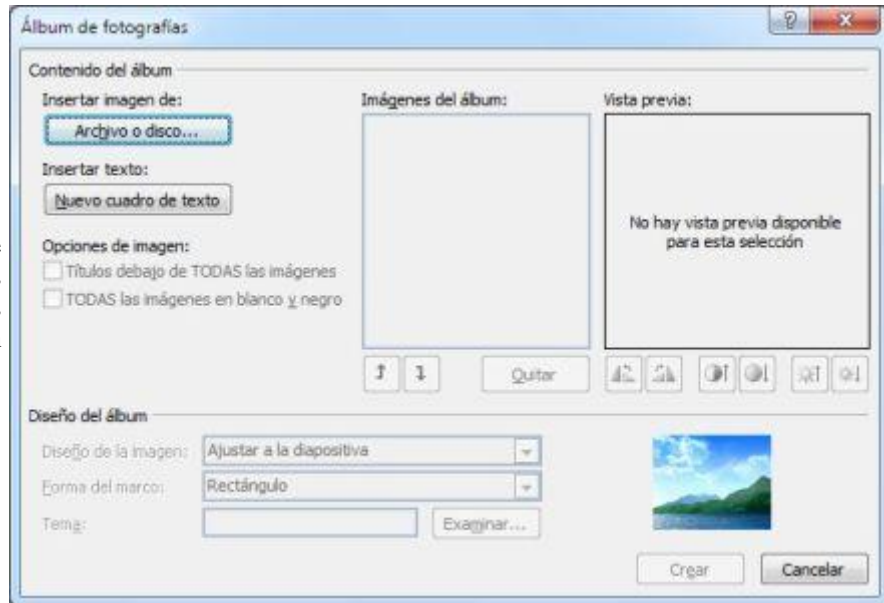 Álbum de fotografías
Contenido del álbum
Insertar imagen de:
Archivo o disco...
Insertar texto:
Nuevo cuadro de texto
Opciones de imagen:
Títulos debajo de TODAS las imágenes
TODAS las imágenes en blanco y negro
Imágenes del álbum:
Quitar
Vista previa:
No hay vista previa disponible
para esta selección
Diseño del álbum
Diseño de la imagen: Ajustar a la diapositiva
Forma del marco: Rectángulo
Tema: Examinar...
Crear Cancelar